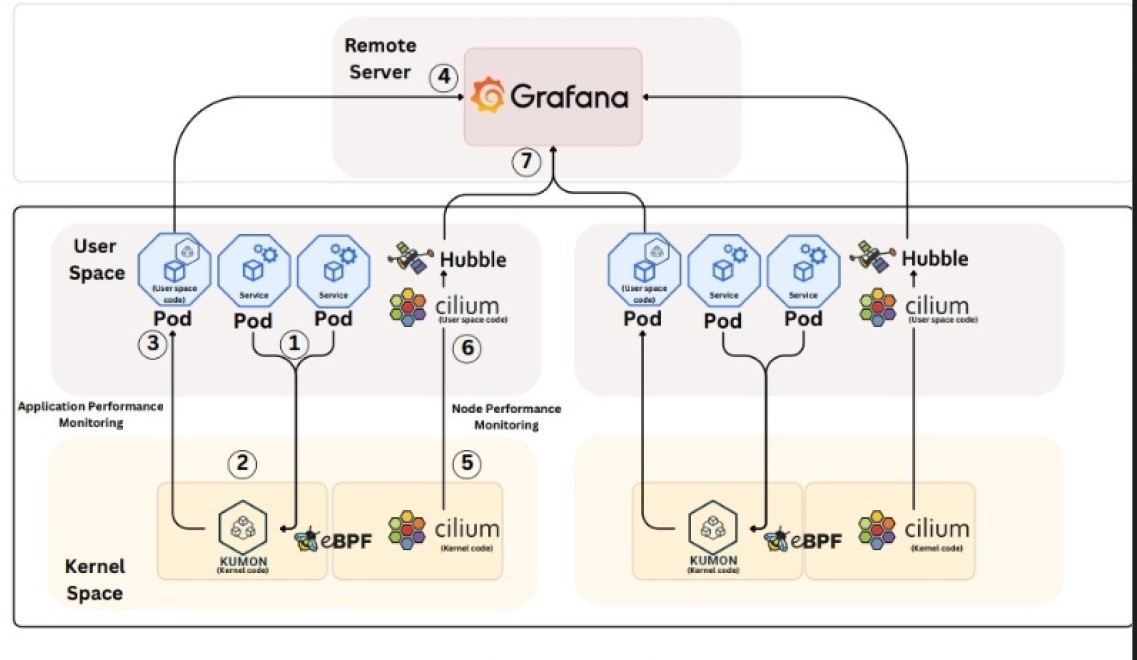 Remote
Server
4
Grafana
7
User
Space
(User space
code)
Pod
Service
Pod
Service
Pod
Hubble
cilium
(User space code)
3
1
6
Application Performance
Monitoring
Node Performance
Monitoring
2
5
KUMON
(Kernel code)
eBPF
cilium
(Kernel code)
Kernel
Space
(User space
code)
Pod
Service
Pod
Service
Pod
Hubble
cilium
(User space code)
KUMON
(Kernel code)
eBPF
cilium
(Kernel code)